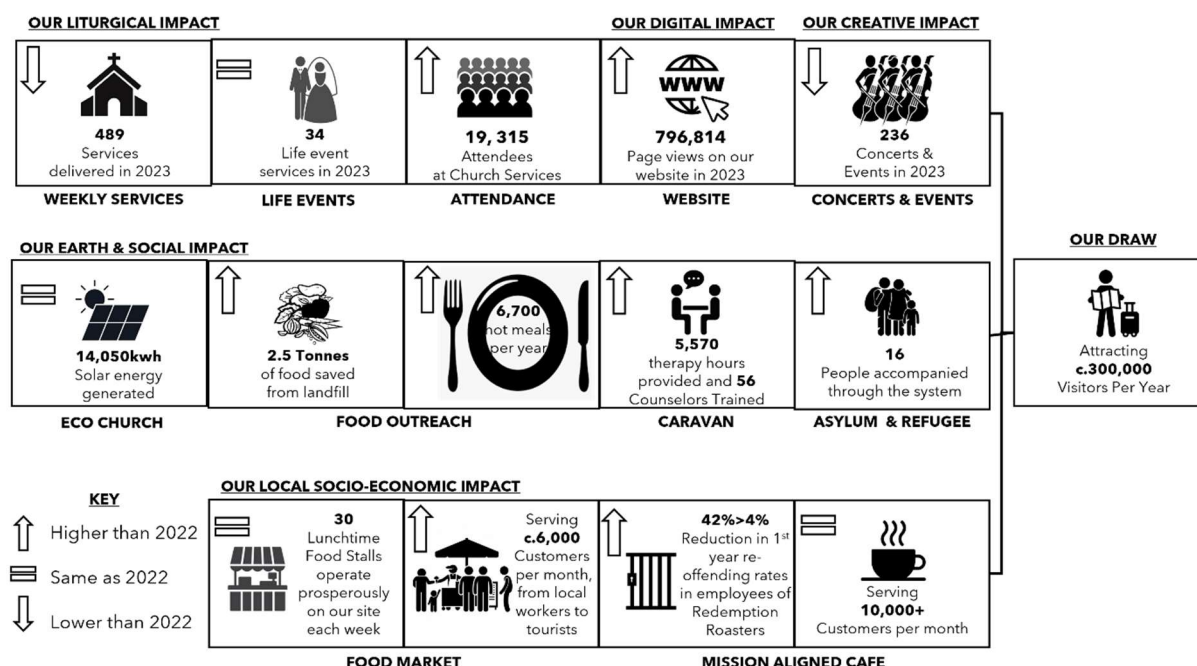 OUR LITURGICAL IMPACT
OUR DIGITAL IMPACT
OUR CREATIVE IMPACT
489
Services
delivered in 2023
WEEKLY SERVICES
34
Life event
services in 2023
LIFE EVENTS
19, 315
Attendees
at Church Services
ATTENDANCE
www
796,814
Page views on our
website in 2023
WEBSITE
236
Concerts &
Events in 2023
CONCERTS & EVENTS
OUR EARTH & SOCIAL IMPACT
14,050kwh
Solar energy
generated
ECO CHURCH
2.5 Tonnes
of food saved
from landfill
6,700
hot meals
per year
FOOD OUTREACH
5,570
therapy hours
provided and 56
Counselors Trained
CARAVAN
16
People accompanied
through the system
ASYLUM & REFUGEE
OUR DRAW
Attracting
c.300,000
Visitors Per Year
KEY
Higher than 2022
Same as 2022
Lower than 2022
OUR LOCAL SOCIO-ECONOMIC IMPACT
30
Lunchtime
Food Stalls
operate
prosperously
on our site
each week
Serving
c.6,000
Customers
per month,
from local
workers to
tourists
FOOD MARKET
42%>4%
Reduction in 1st
year re-
offending rates
in employees of
Redemption
Roasters
Serving
10,000+
Customers per month
MISSION ALIGNED CAFE